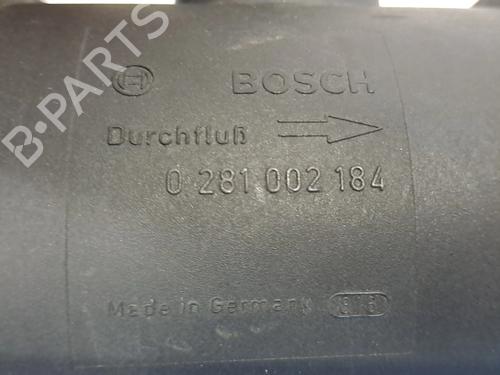 BOSCH
Durchfluß
0 281 002 184
Made in Germany
B-PARTS